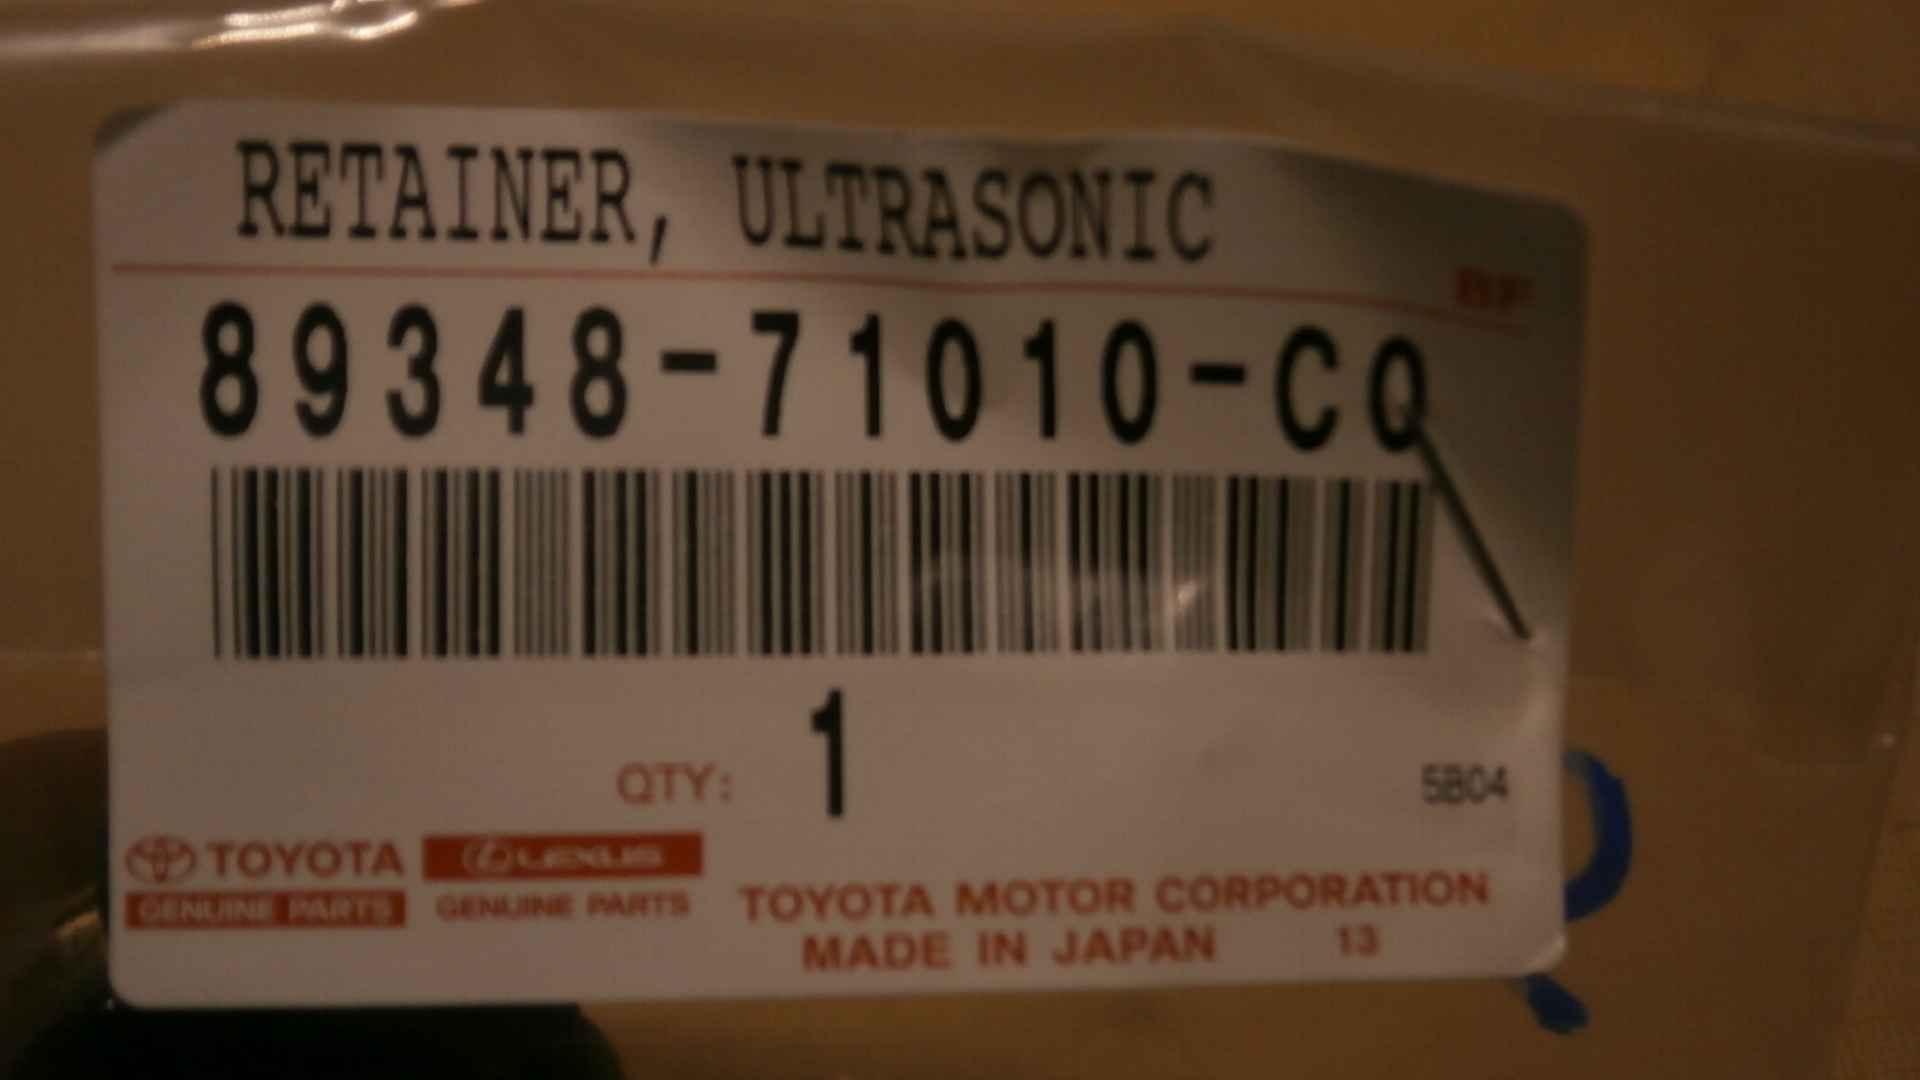 RETAINER, ULTRASONIC
89348-71010-CQ
QTY: 1
5B04
TOYOTA
GENUINE PARTS
LEXUS
GENUINE PARTS
TOYOTA MOTOR CORPORATION
MADE IN JAPAN 13